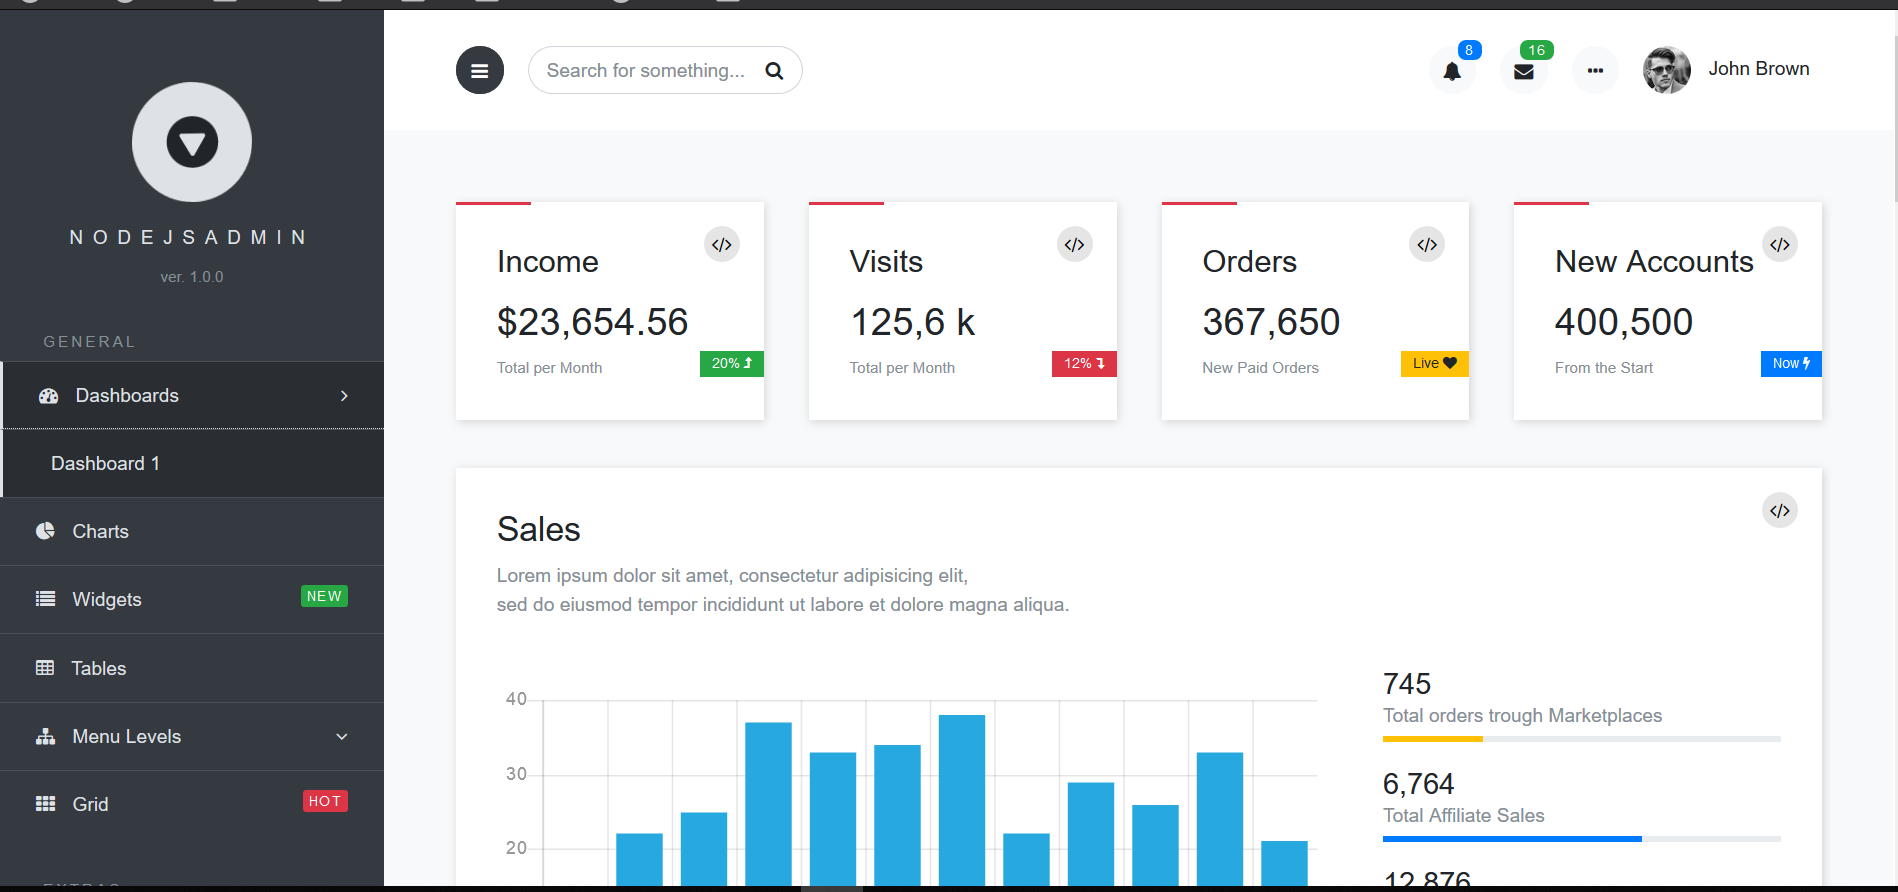 NODEJSADMIN
ver. 1.0.0
GENERAL
Dashboards
Dashboard 1
Charts
Widgets NEW
Tables
Menu Levels
Grid HOT
EXTRAS
Search for something...
8
16
John Brown
Income
$23,654.56
Total per Month
20%
Visits
125,6 k
Total per Month
12%
Orders
367,650
New Paid Orders
Live
New Accounts
400,500
From the Start
Now
Sales
Lorem ipsum dolor sit amet, consectetur adipisicing elit,
sed do eiusmod tempor incididunt ut labore et dolore magna aliqua.
40
30
20
745
Total orders trough Marketplaces
6,764
Total Affiliate Sales
12,876